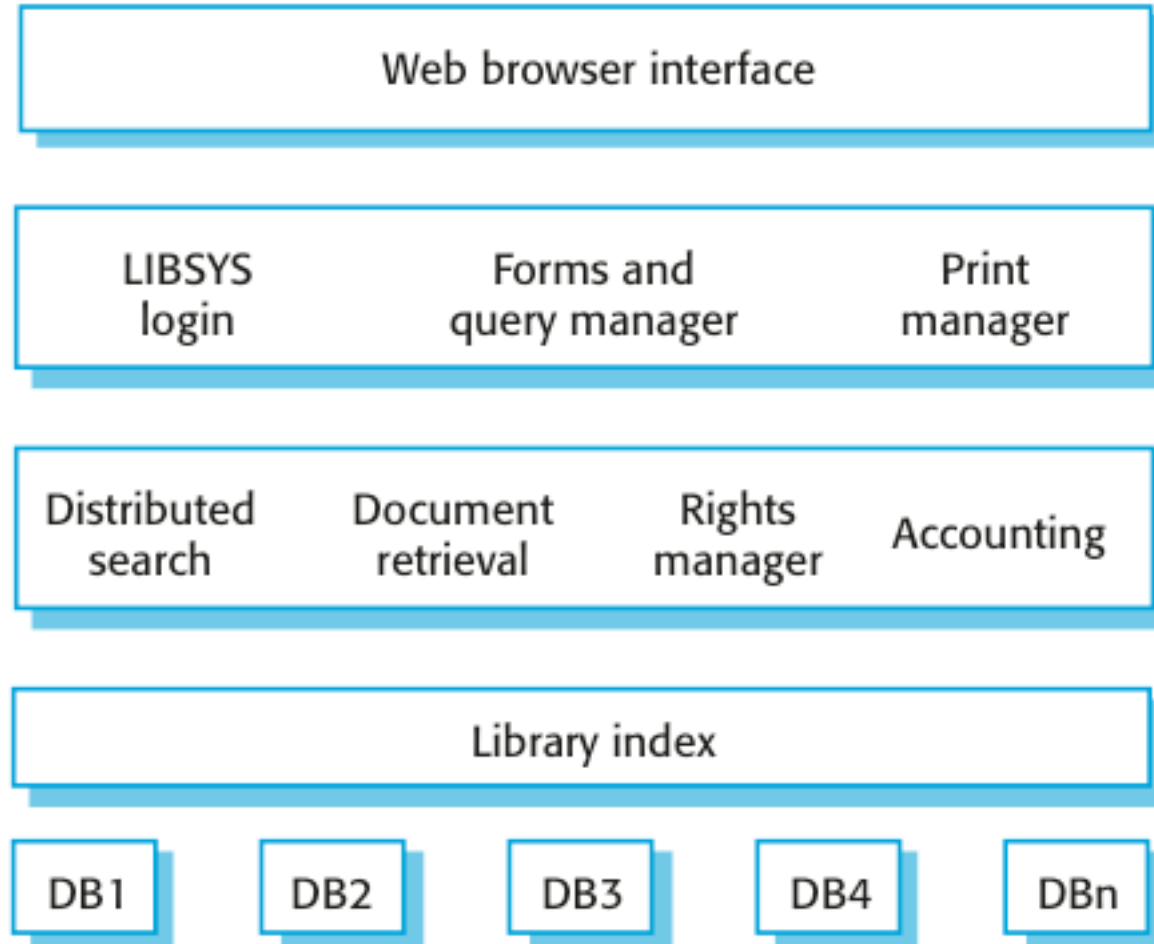 Web browser interface
LIBSYS
login
Forms and
query manager
Print
manager
Distributed
search
Document
retrieval
Rights
manager
Accounting
Library index
DB1
DB2
DB3
DB4
DBn